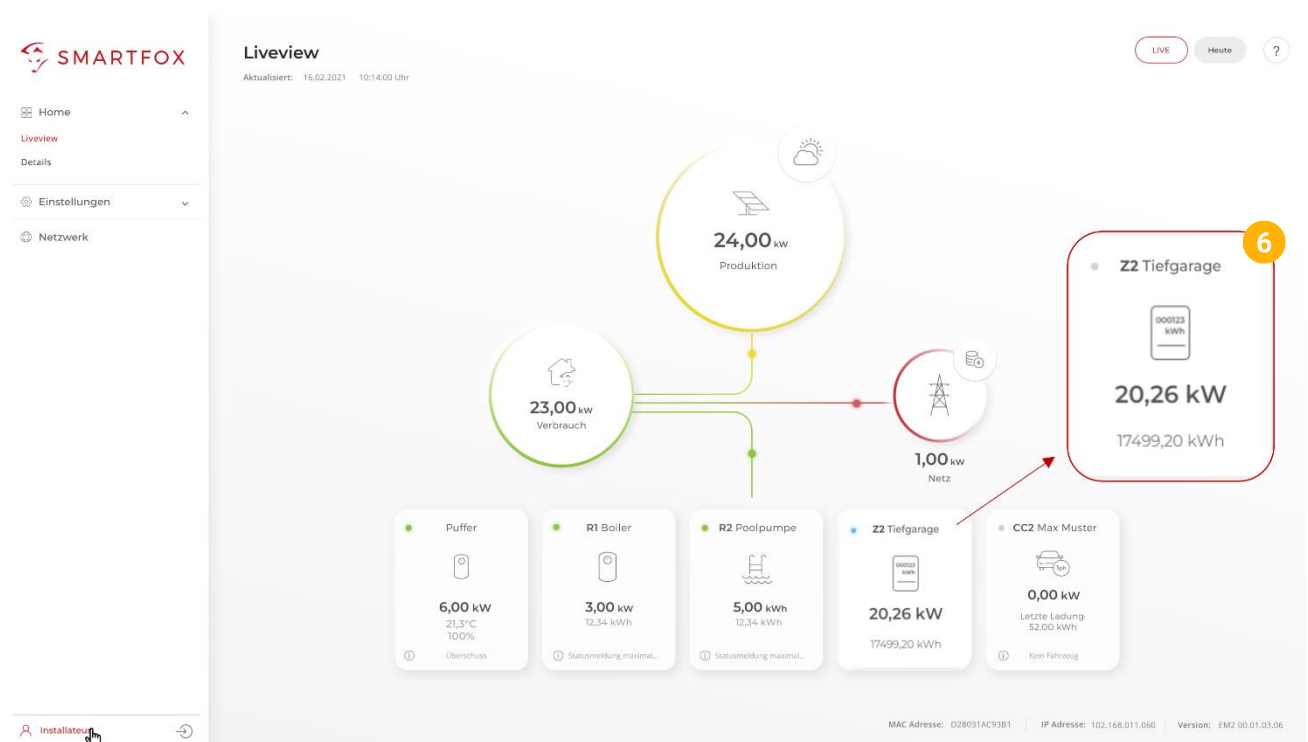 SMARTFOX
Home
Liveview
Details
Einstellungen
Netzwerk
Installateur
Liveview
Aktualisiert: 16.02.2021 10:14:00 Uhr
LIVE
Heute
?
24,00 kW
Produktion
23,00 kW
Verbrauch
1,00 kW
Netz
6
Z2 Tiefgarage
000123
kWh
20,26 kW
17499,20 kWh
Puffer
6,00 kW
21,3°C
100%
Überschuss
R1 Boiler
3,00 kW
12,34 kWh
Statusmeldung maximal...
R2 Poolpumpe
5,00 kWh
12,34 kWh
Statusmeldung maximal...
Z2 Tiefgarage
000123
kWh
20,26 kW
17499,20 kWh
CC2 Max Muster
1ph
0,00 kW
Letzte Ladung:
52,00 kWh
Kein Fahrzeug
MAC Adresse: D28031AC93B1 IP Adresse: 102.168.011.060 Version: EM2 00.01.03.06